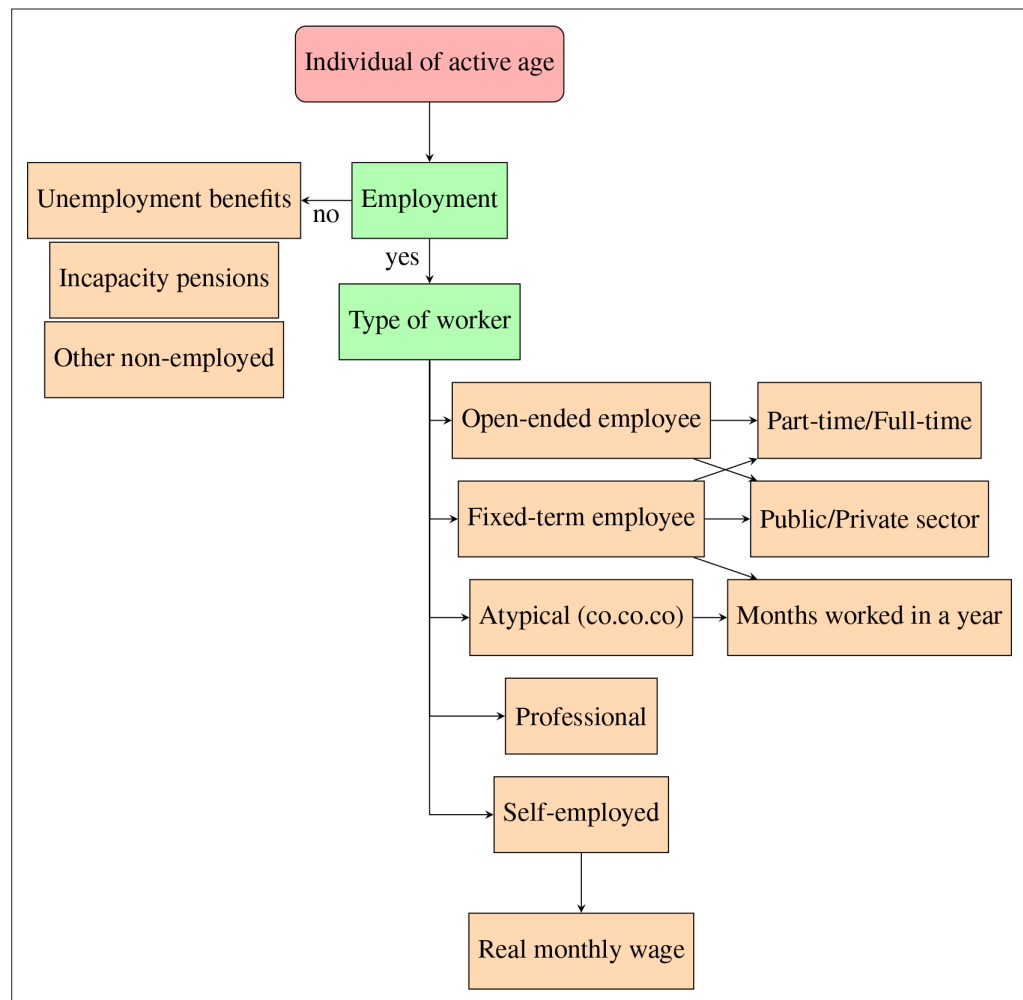 Individual of active age
Unemployment benefits
no
Employment
Incapacity pensions
yes
Other non-employed
Type of worker
Open-ended employee
Part-time/Full-time
Fixed-term employee
Public/Private sector
Atypical (co.co.co)
Months worked in a year
Professional
Self-employed
Real monthly wage